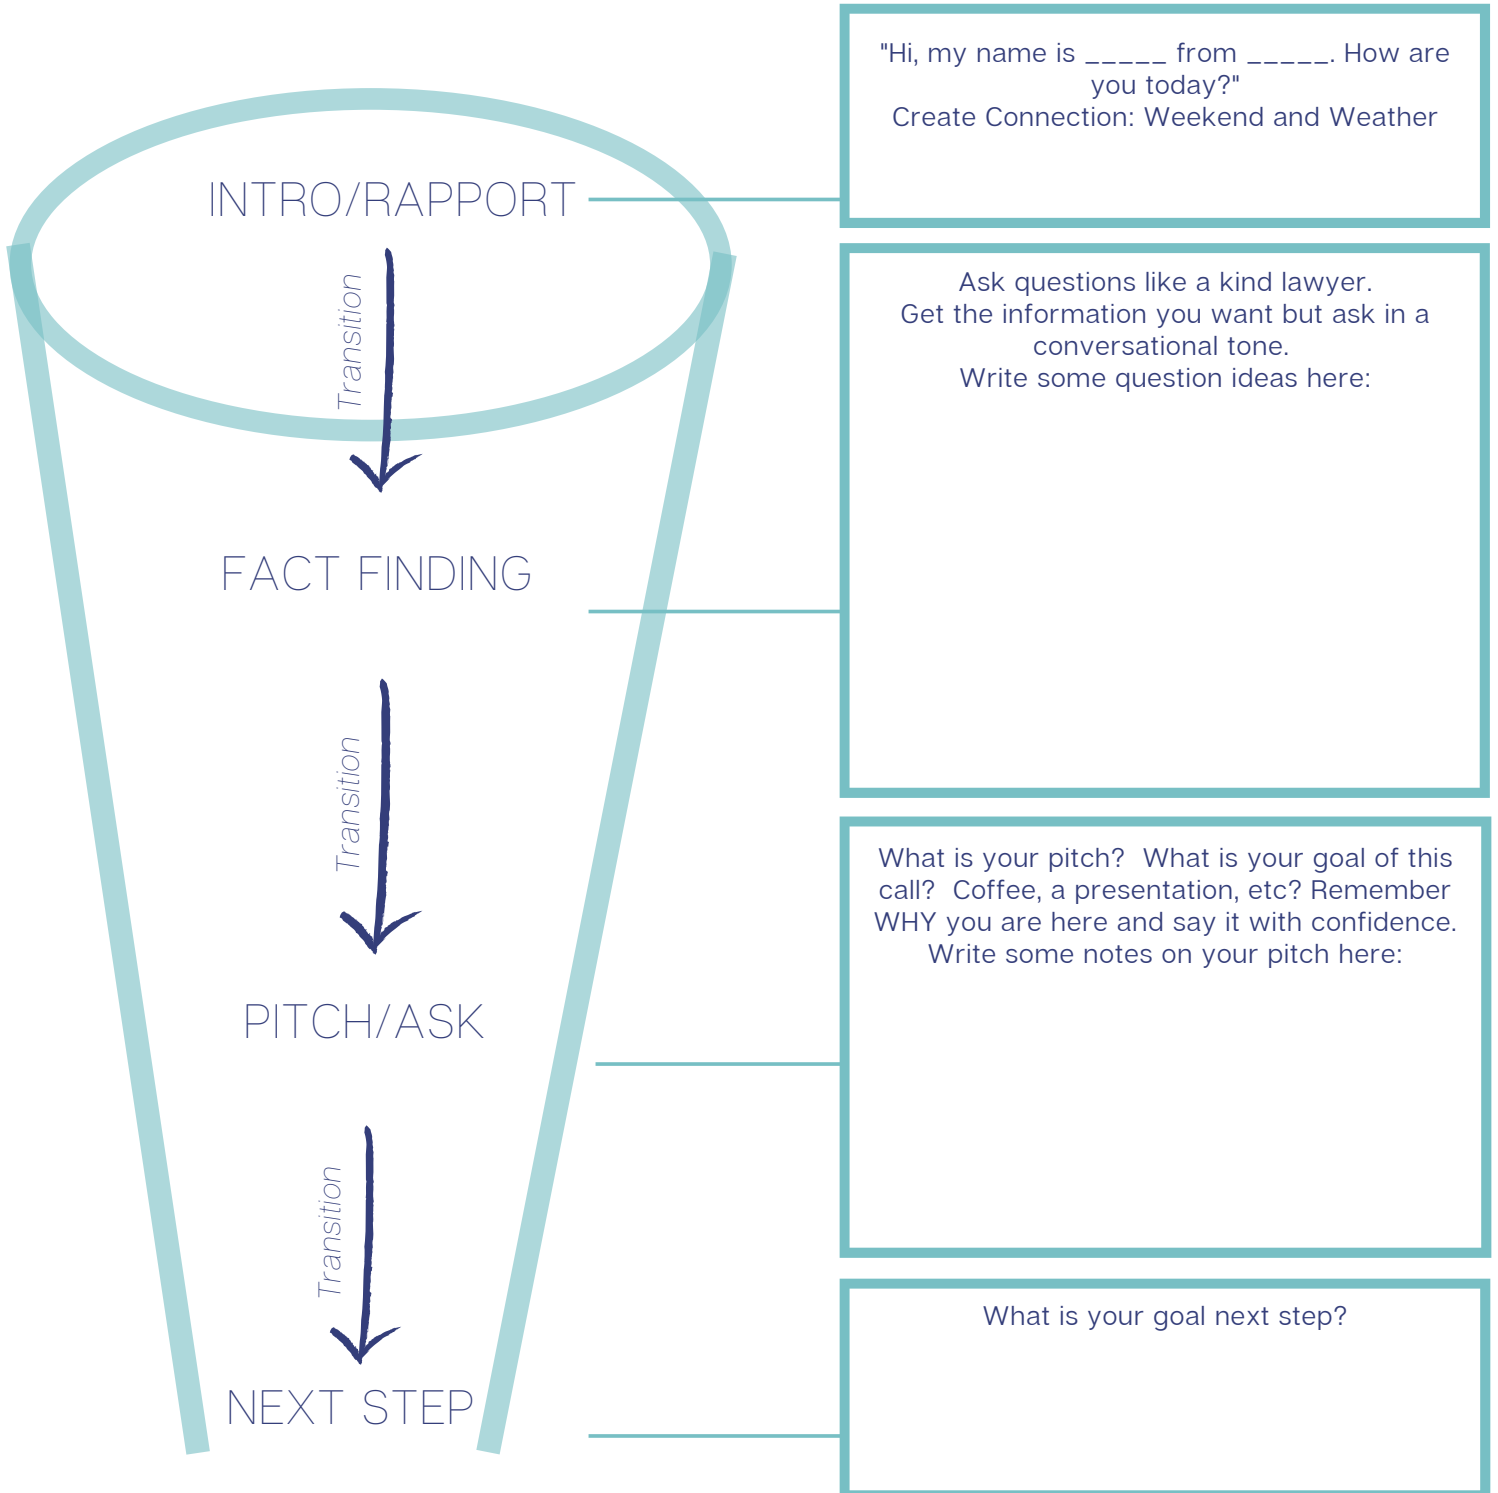 "Hi, my name is _____ from _____. How are
you today?"
Create Connection: Weekend and Weather
INTRO/RAPPORT
Transition
Ask questions like a kind lawyer.
Get the information you want but ask in a
conversational tone.
Write some question ideas here:
FACT FINDING
Transition
What is your pitch?  What is your goal of this
call?  Coffee, a presentation, etc? Remember
WHY you are here and say it with confidence.
Write some notes on your pitch here:
PITCH/ASK
Transition
What is your goal next step?
NEXT STEP